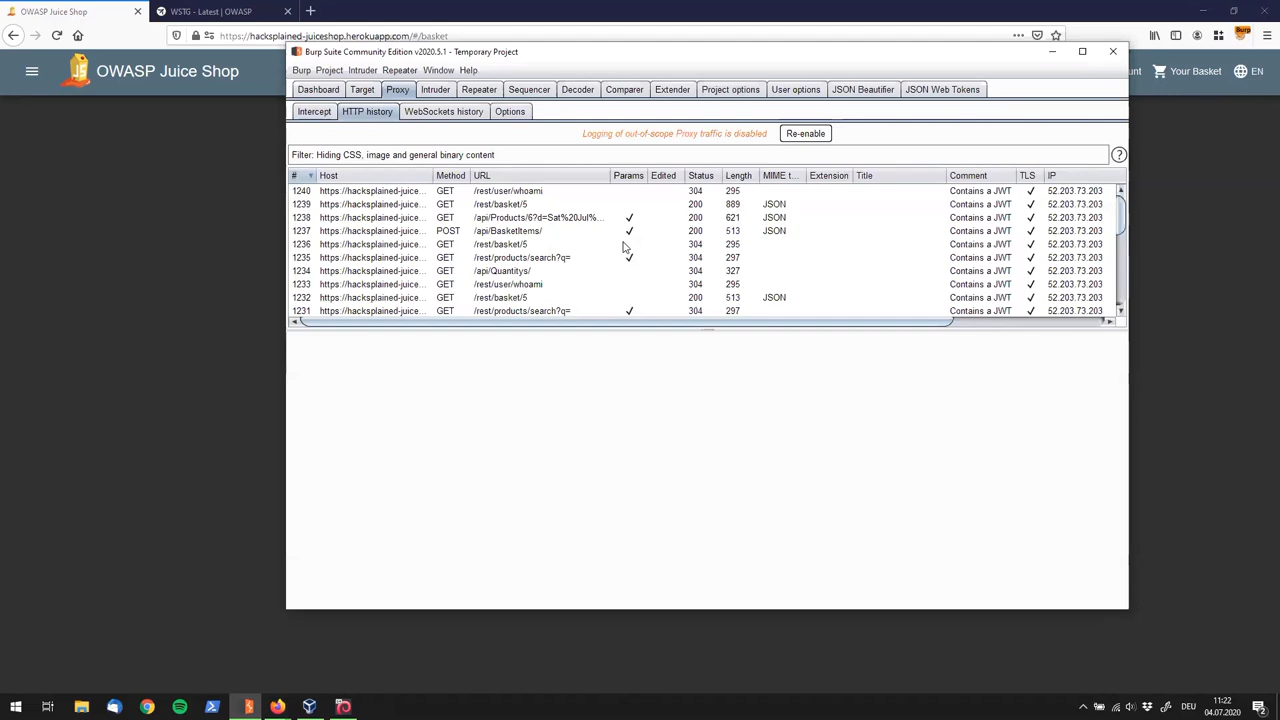 OWASP Juice Shop
WSTG - Latest | OWASP
https://hacksplained-juiceshop.herokuapp.com/#/basket
Burp
OWASP Juice Shop
unt
Your Basket
EN
Burp Suite Community Edition v2020.5.1 - Temporary Project
Burp Project Intruder Repeater Window Help
Dashboard Target Proxy Intruder Repeater Sequencer Decoder Comparer Extender Project options User options JSON Beautifier JSON Web Tokens
Intercept HTTP history WebSockets history Options
Logging of out-of-scope Proxy traffic is disabled Re-enable
Filter: Hiding CSS, image and general binary content ?
# Host Method URL Params Edited Status Length MIME t... Extension Title Comment TLS IP
1240 https://hacksplained-juice... GET /rest/user/whoami 304 295 Contains a JWT ✓ 52.203.73.203
1239 https://hacksplained-juice... GET /rest/basket/5 200 889 JSON Contains a JWT ✓ 52.203.73.203
1238 https://hacksplained-juice... GET /api/Products/6?d=Sat%20Jul%... ✓ 200 621 JSON Contains a JWT ✓ 52.203.73.203
1237 https://hacksplained-juice... POST /api/BasketItems/ ✓ 200 513 JSON Contains a JWT ✓ 52.203.73.203
1236 https://hacksplained-juice... GET /rest/basket/5 304 295 Contains a JWT ✓ 52.203.73.203
1235 https://hacksplained-juice... GET /rest/products/search?q= ✓ 304 297 Contains a JWT ✓ 52.203.73.203
1234 https://hacksplained-juice... GET /api/Quantitys/ 304 327 Contains a JWT ✓ 52.203.73.203
1233 https://hacksplained-juice... GET /rest/user/whoami 304 295 Contains a JWT ✓ 52.203.73.203
1232 https://hacksplained-juice... GET /rest/basket/5 200 513 JSON Contains a JWT ✓ 52.203.73.203
1231 https://hacksplained-juice... GET /rest/products/search?q= ✓ 304 297 Contains a JWT ✓ 52.203.73.203
DEU
11:22
04.07.2020
2